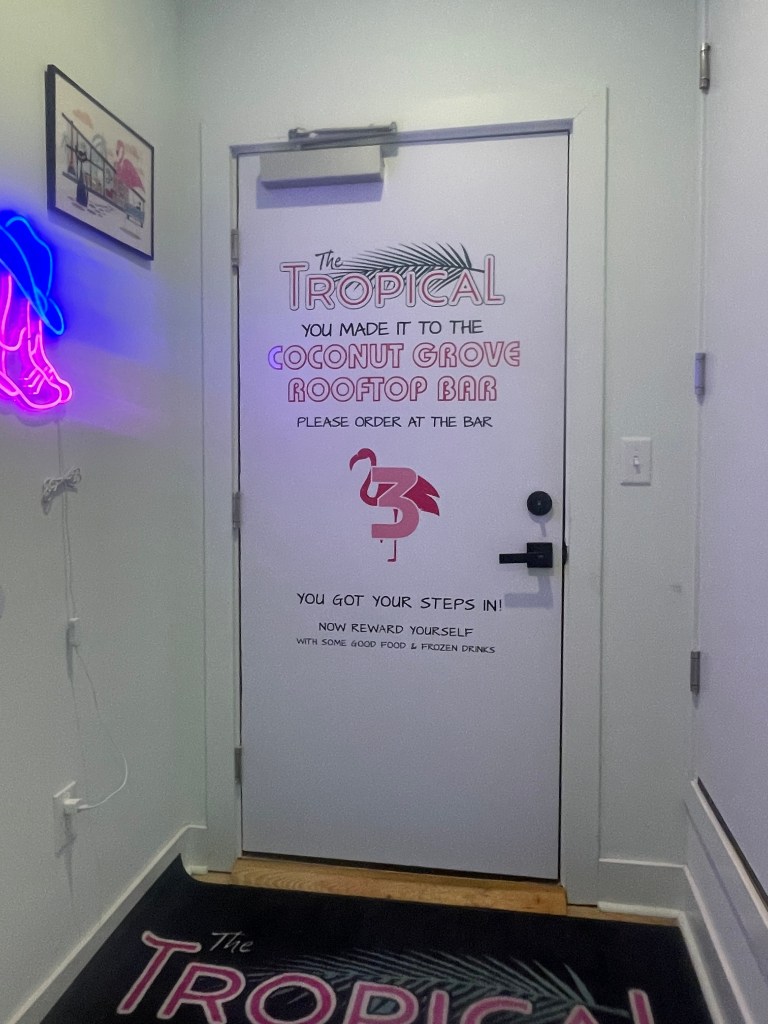 The
TROPICAL
YOU MADE IT TO THE
COCONUT GROVE
ROOFTOP BAR
PLEASE ORDER AT THE BAR
3
YOU GOT YOUR STEPS IN!
NOW REWARD YOURSELF
WITH SOME GOOD FOOD & FROZEN DRINKS
The
TROPICAL